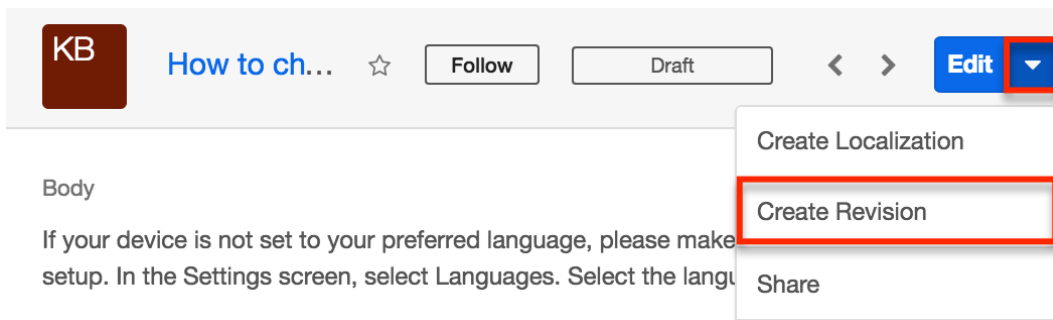 KB
How to ch...
Follow
Draft
Edit
Create Localization
Create Revision
Share
Body
If your device is not set to your preferred language, please make
setup. In the Settings screen, select Languages. Select the